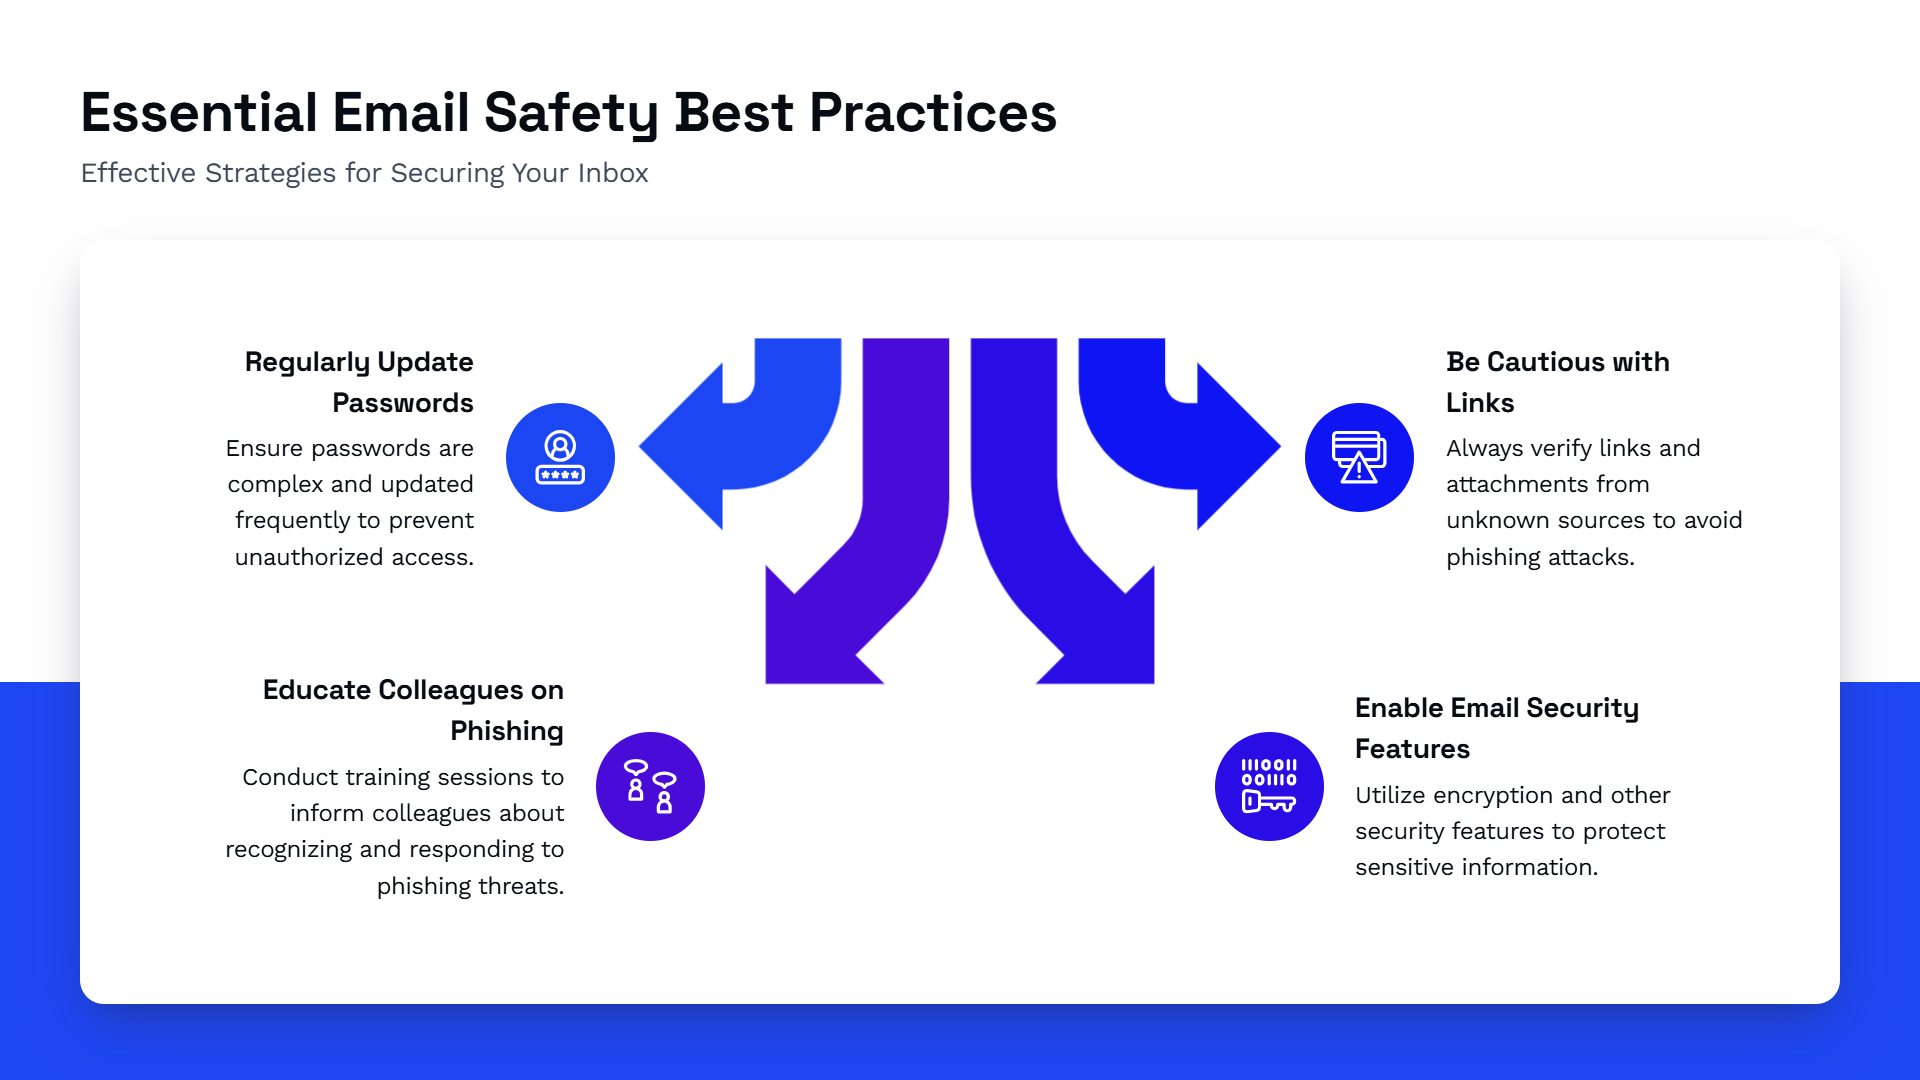 Essential Email Safety Best Practices
Effective Strategies for Securing Your Inbox
Regularly Update
Passwords
Ensure passwords are
complex and updated
frequently to prevent
unauthorized access.
Be Cautious with
Links
Always verify links and
attachments from
unknown sources to avoid
phishing attacks.
Educate Colleagues on
Phishing
Conduct training sessions to
inform colleagues about
recognizing and responding to
phishing threats.
Enable Email Security
Features
Utilize encryption and other
security features to protect
sensitive information.